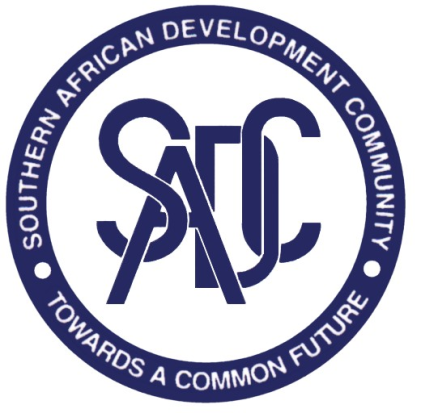 SOUTHERN AFRICAN DEVELOPMENT COMMUNITY
SADC
TOWARDS A COMMON FUTURE